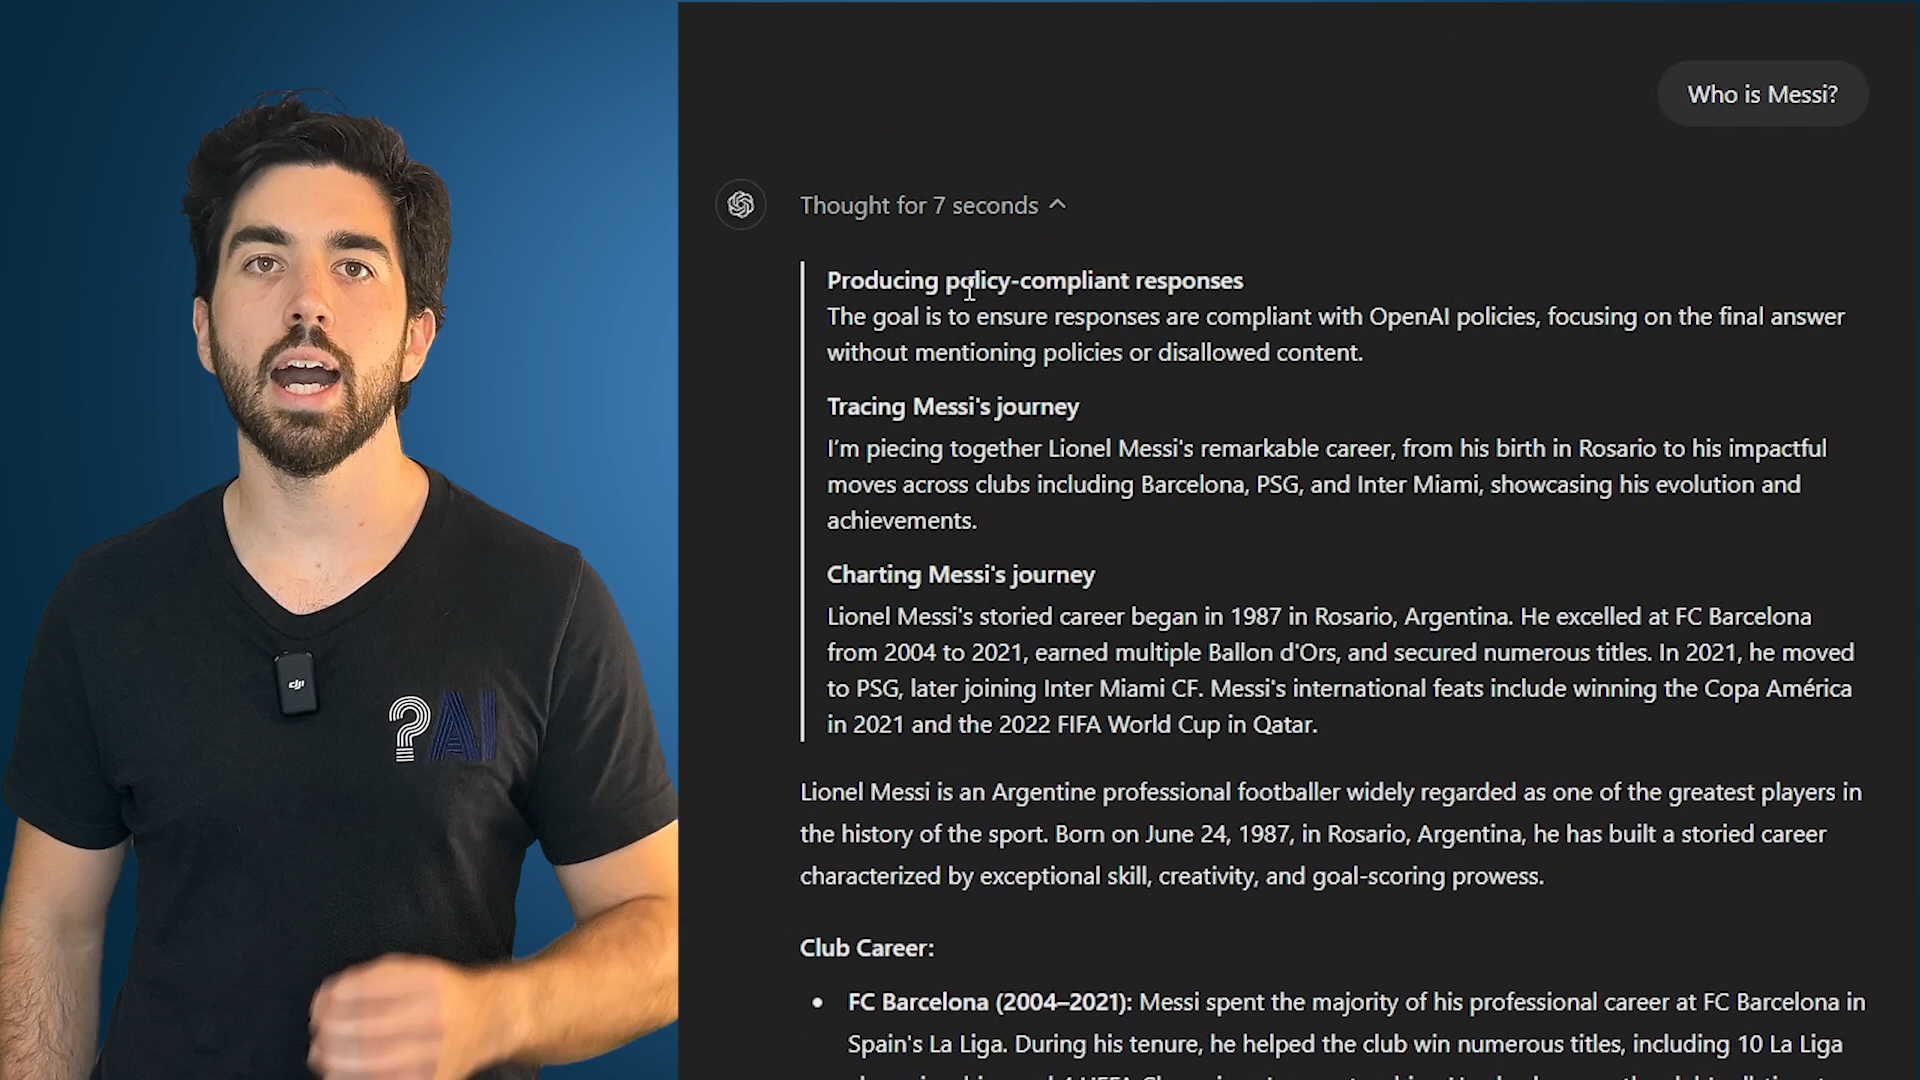 Who is Messi?
Thought for 7 seconds
Producing policy-compliant responses
The goal is to ensure responses are compliant with OpenAI policies, focusing on the final answer
without mentioning policies or disallowed content.
Tracing Messi's journey
I'm piecing together Lionel Messi's remarkable career, from his birth in Rosario to his impactful
moves across clubs including Barcelona, PSG, and Inter Miami, showcasing his evolution and
achievements.
Charting Messi's journey
Lionel Messi's storied career began in 1987 in Rosario, Argentina. He excelled at FC Barcelona
from 2004 to 2021, earned multiple Ballon d'Ors, and secured numerous titles. In 2021, he moved
to PSG, later joining Inter Miami CF. Messi's international feats include winning the Copa América
in 2021 and the 2022 FIFA World Cup in Qatar.
dji
?AI
Lionel Messi is an Argentine professional footballer widely regarded as one of the greatest players in
the history of the sport. Born on June 24, 1987, in Rosario, Argentina, he has built a storied career
characterized by exceptional skill, creativity, and goal-scoring prowess.
Club Career:
• FC Barcelona (2004–2021): Messi spent the majority of his professional career at FC Barcelona in
Spain's La Liga. During his tenure, he helped the club win numerous titles, including 10 La Liga